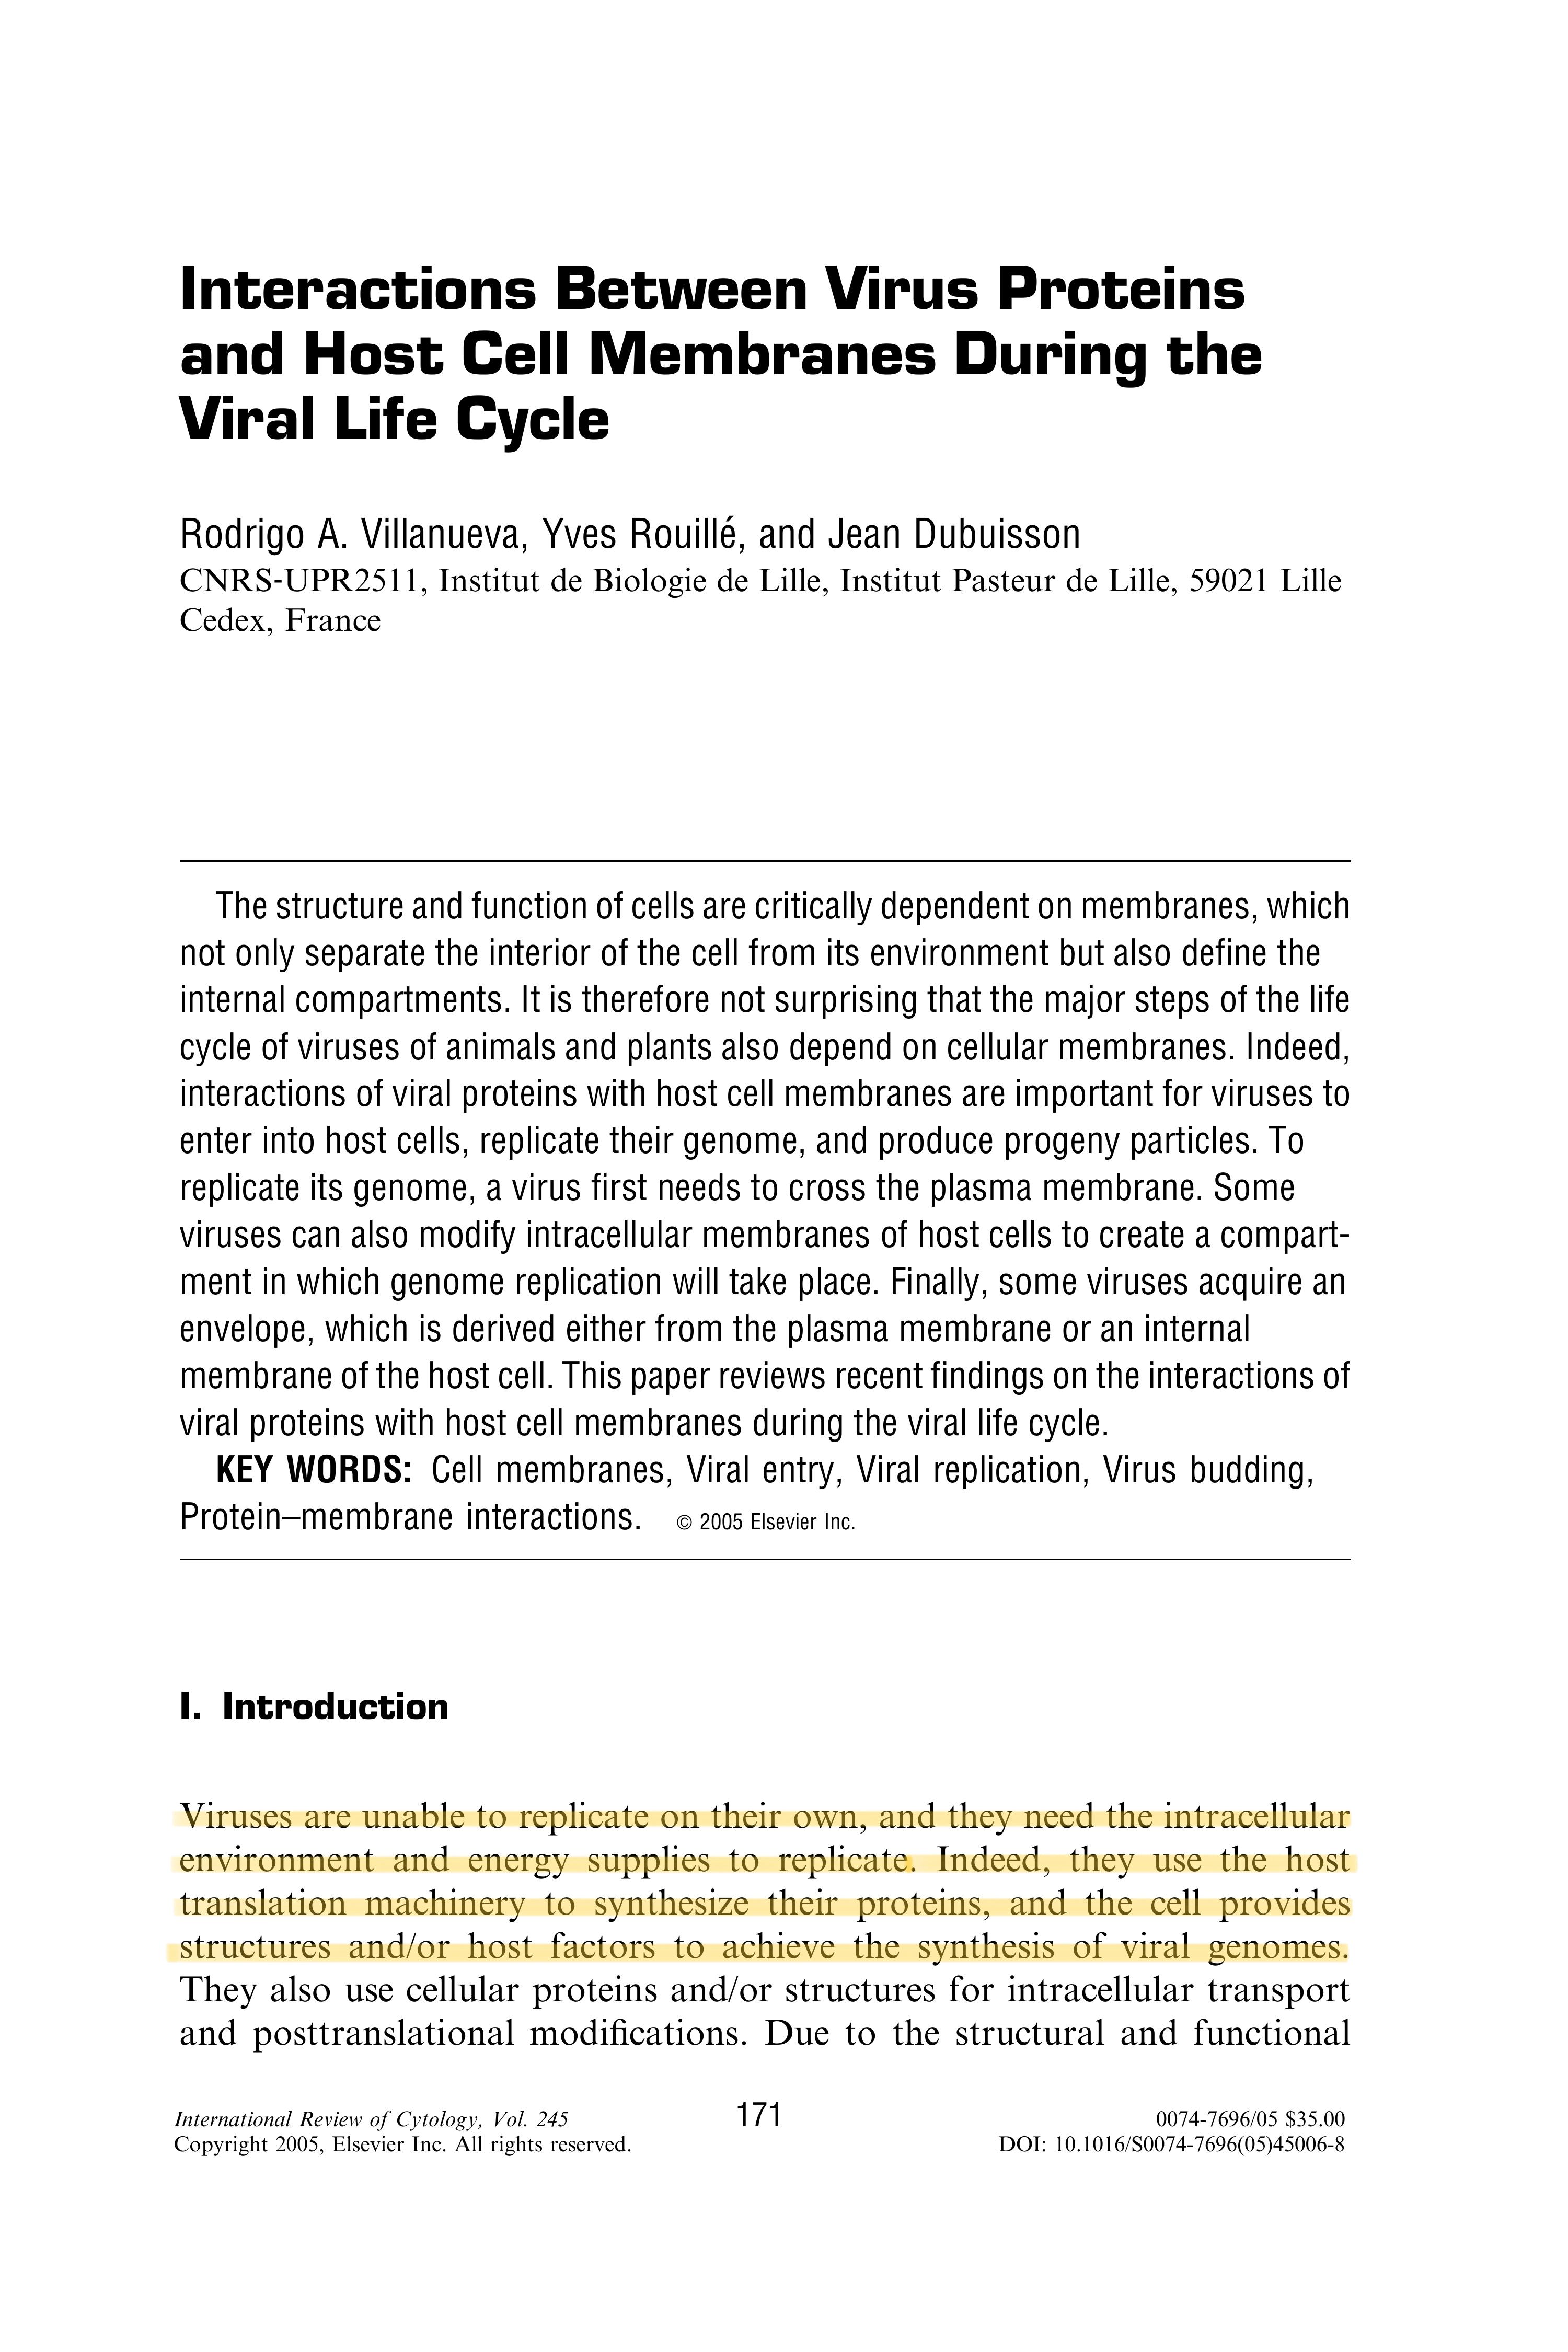 Interactions Between Virus Proteins
and Host Cell Membranes During the
Viral Life Cycle
Rodrigo A. Villanueva, Yves Rouillé, and Jean Dubuisson
CNRS-UPR2511, Institut de Biologie de Lille, Institut Pasteur de Lille, 59021 Lille
Cedex, France
The structure and function of cells are critically dependent on membranes, which
not only separate the interior of the cell from its environment but also define the
internal compartments. It is therefore not surprising that the major steps of the life
cycle of viruses of animals and plants also depend on cellular membranes. Indeed,
interactions of viral proteins with host cell membranes are important for viruses to
enter into host cells, replicate their genome, and produce progeny particles. To
replicate its genome, a virus first needs to cross the plasma membrane. Some
viruses can also modify intracellular membranes of host cells to create a compart-
ment in which genome replication will take place. Finally, some viruses acquire an
envelope, which is derived either from the plasma membrane or an internal
membrane of the host cell. This paper reviews recent findings on the interactions of
viral proteins with host cell membranes during the viral life cycle.
KEY WORDS: Cell membranes, Viral entry, Viral replication, Virus budding,
Protein–membrane interactions. © 2005 Elsevier Inc.
I. Introduction
Viruses are unable to replicate on their own, and they need the intracellular
environment and energy supplies to replicate. Indeed, they use the host
translation machinery to synthesize their proteins, and the cell provides
structures and/or host factors to achieve the synthesis of viral genomes.
They also use cellular proteins and/or structures for intracellular transport
and posttranslational modifications. Due to the structural and functional
International Review of Cytology, Vol. 245 171 0074-7696/05 $35.00
Copyright 2005, Elsevier Inc. All rights reserved. DOI: 10.1016/S0074-7696(05)45006-8